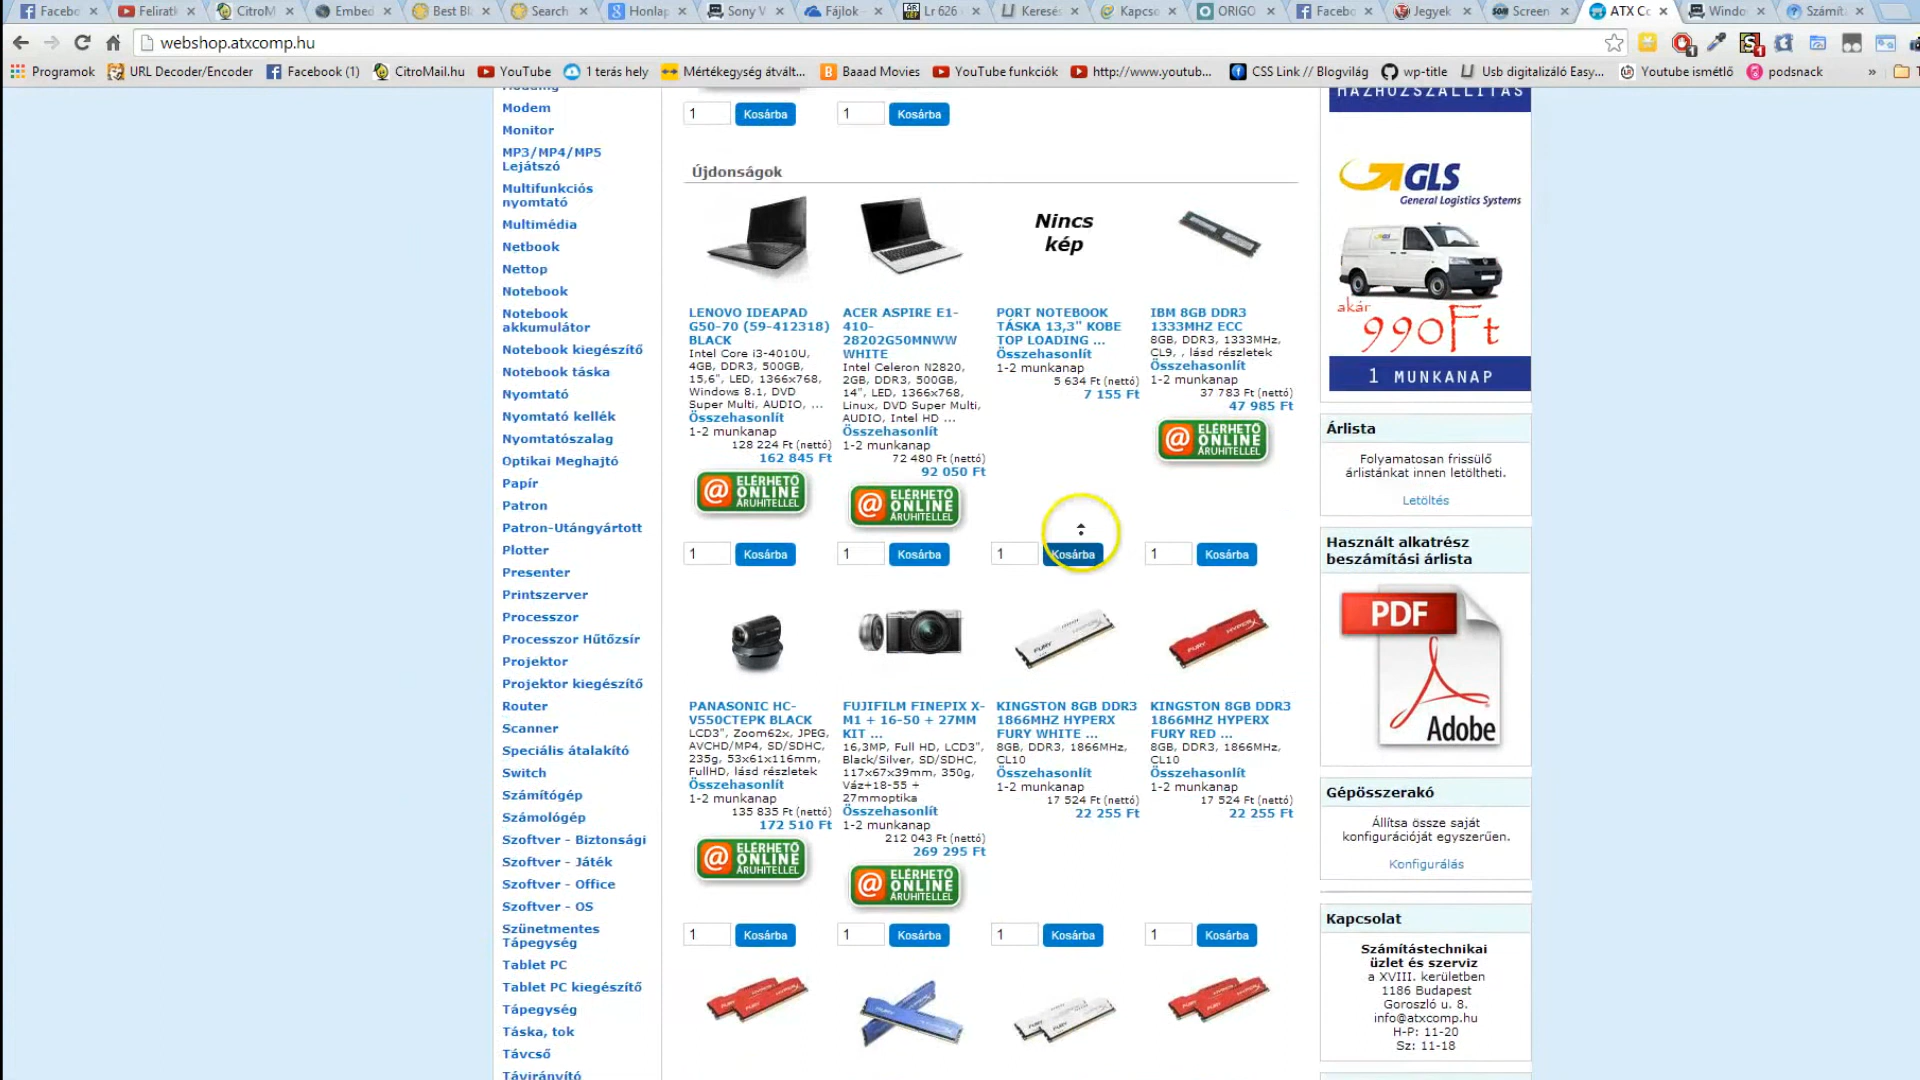 Facebo
Feliratk
CitroM
Embed
Best Bl
Search
Honlap
Sony V
Fájlok -
Lr 626
Keresés
Kapcso
ORIGO
Facebo
Jegyek
Screen
ATX Co
Windo
Számít
webshop.atxcomp.hu
Programok
URL Decoder/Encoder
Facebook (1)
CitroMail.hu
YouTube
1 terás hely
Mértékegység átvált...
Baaad Movies
YouTube funkciók
http://www.youtub...
CSS Link // Blogvilág
wp-title
Usb digitalizáló Easy...
Youtube ismétlő
podsnack
»
Modding
Modem
Monitor
MP3/MP4/MP5
Lejátszó
Multifunkciós
nyomtató
Multimédia
Netbook
Nettop
Notebook
Notebook
akkumulátor
Notebook kiegészítő
Notebook táska
Nyomtató
Nyomtató kellék
Nyomtatószalag
Optikai Meghajtó
Papír
Patron
Patron-Utángyártott
Plotter
Presenter
Printszerver
Processzor
Processzor Hűtőzsír
Projektor
Projektor kiegészítő
Router
Scanner
Speciális átalakító
Switch
Számítógép
Számológép
Szoftver - Biztonsági
Szoftver - Játék
Szoftver - Office
Szoftver - OS
Szünetmentes
Tápegység
Tablet PC
Tablet PC kiegészítő
Tápegység
Táska, tok
Távcső
Távirányító
1 Kosárba
1 Kosárba
Újdonságok
LENOVO IDEAPAD
G50-70 (59-412318)
BLACK
Intel Core i3-4010U,
4GB, DDR3, 500GB,
15,6", LED, 1366x768,
Windows 8.1, DVD
Super Multi, AUDIO, ...
Összehasonlít
1-2 munkanap
128 224 Ft (nettó)
162 845 Ft
@ ELÉRHETŐ
ONLINE
ÁRUHITELLEL
1 Kosárba
ACER ASPIRE E1-
410-
28202G50MNWW
WHITE
Intel Celeron N2820,
2GB, DDR3, 500GB,
14", LED, 1366x768,
Linux, DVD Super Multi,
AUDIO, Intel HD ...
Összehasonlít
1-2 munkanap
72 480 Ft (nettó)
92 050 Ft
@ ELÉRHETŐ
ONLINE
ÁRUHITELLEL
1 Kosárba
Nincs
kép
PORT NOTEBOOK
TÁSKA 13,3" KOBE
TOP LOADING ...
Összehasonlít
1-2 munkanap
5 634 Ft (nettó)
7 155 Ft
1 Kosárba
IBM 8GB DDR3
1333MHZ ECC
8GB, DDR3, 1333MHz,
CL9, , lásd részletek
Összehasonlít
1-2 munkanap
37 783 Ft (nettó)
47 985 Ft
@ ELÉRHETŐ
ONLINE
ÁRUHITELLEL
1 Kosárba
PANASONIC HC-
V550CTEPK BLACK
LCD3", Zoom62x, JPEG,
AVCHD/MP4, SD/SDHC,
235g, 53x61x116mm,
FullHD, lásd részletek
Összehasonlít
1-2 munkanap
135 835 Ft (nettó)
172 510 Ft
@ ELÉRHETŐ
ONLINE
ÁRUHITELLEL
1 Kosárba
FUJIFILM FINEPIX X-
M1 + 16-50 + 27MM
KIT ...
16,3MP, Full HD, LCD3",
Black/Silver, SD/SDHC,
117x67x39mm, 350g,
Váz+18-55 +
27mmoptika
Összehasonlít
1-2 munkanap
212 043 Ft (nettó)
269 295 Ft
@ ELÉRHETŐ
ONLINE
ÁRUHITELLEL
1 Kosárba
FURY
KINGSTON 8GB DDR3
1866MHZ HYPERX
FURY WHITE ...
8GB, DDR3, 1866MHz,
CL10
Összehasonlít
1-2 munkanap
17 524 Ft (nettó)
22 255 Ft
1 Kosárba
FURY
HYPERX
KINGSTON 8GB DDR3
1866MHZ HYPERX
FURY RED ...
8GB, DDR3, 1866MHz,
CL10
Összehasonlít
1-2 munkanap
17 524 Ft (nettó)
22 255 Ft
1 Kosárba
HÁZHOZSZÁLLÍTÁS
GLS
General Logistics Systems
akár
990Ft
1 MUNKANAP
Árlista
Folyamatosan frissülő
árlistánkat innen letöltheti.
Letöltés
Használt alkatrész
beszámítási árlista
PDF
Adobe
Gépösszerakó
Állítsa össze saját
konfigurációját egyszerűen.
Konfigurálás
Kapcsolat
Számítástechnikai
üzlet és szerviz
a XVIII. kerületben
1186 Budapest
Goroszló u. 8.
info@atxcomp.hu
H-P: 11-20
Sz: 11-18